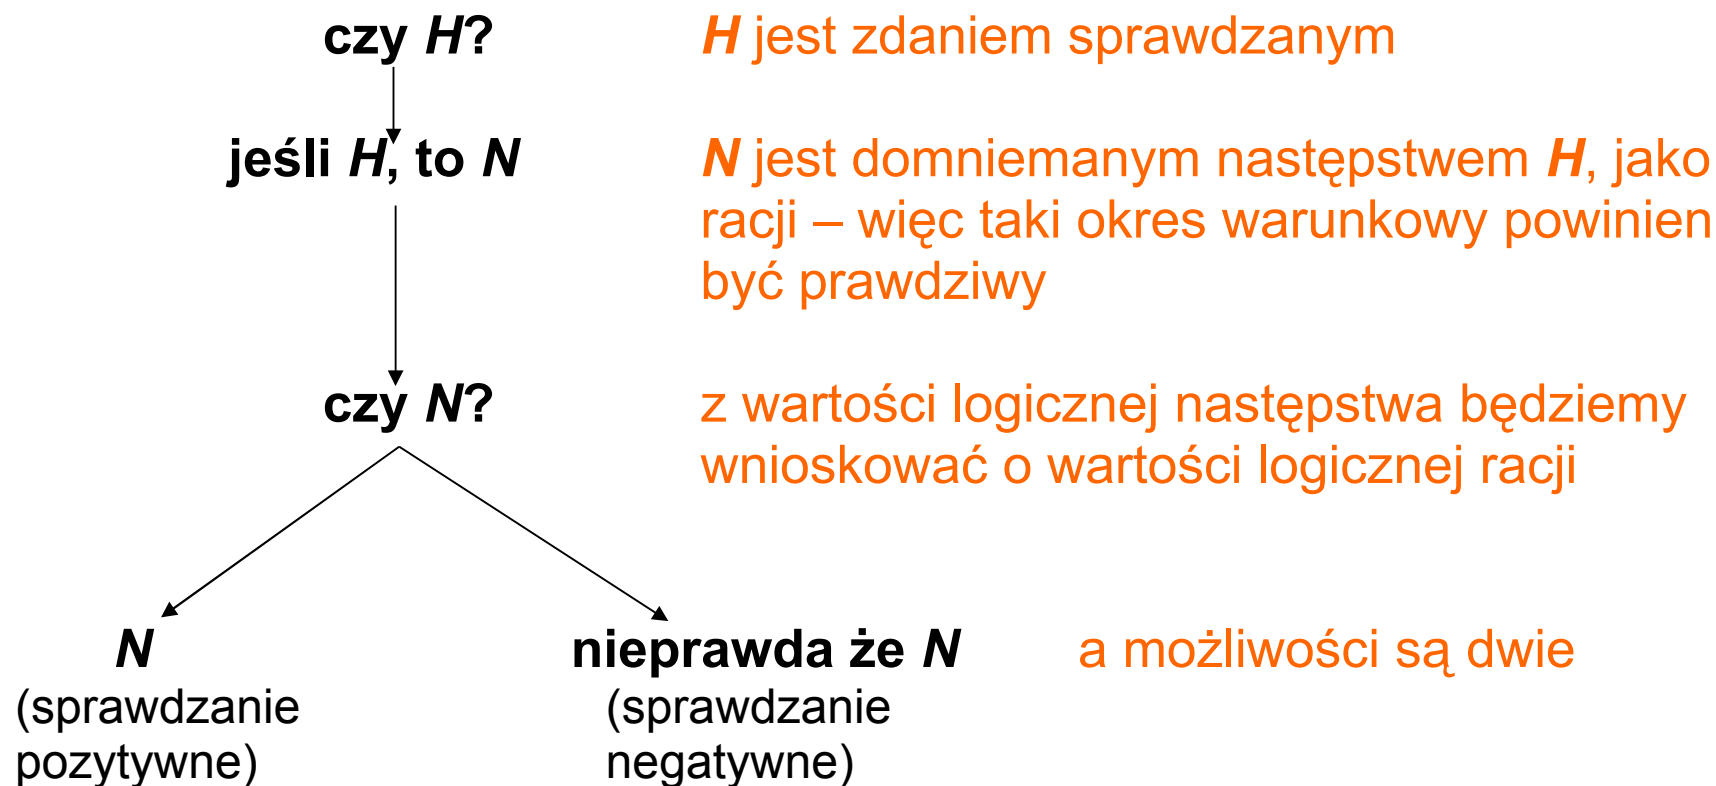 czy H?
H jest zdaniem sprawdzanym
jeśli H, to N
N jest domniemanym następstwem H, jako
racji – więc taki okres warunkowy powinien
być prawdziwy
czy N?
z wartości logicznej następstwa będziemy
wnioskować o wartości logicznej racji
N
(sprawdzanie
pozytywne)
nieprawda że N
(sprawdzanie
negatywne)
a możliwości są dwie